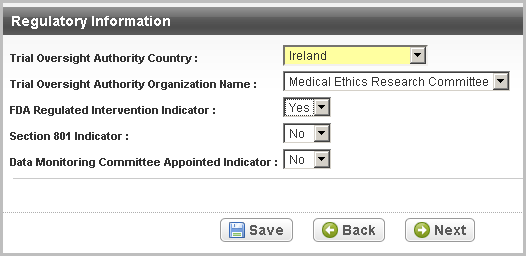 Regulatory Information
Trial Oversight Authority Country : Ireland
Trial Oversight Authority Organization Name : Medical Ethics Research Committee
FDA Regulated Intervention Indicator : Yes
Section 801 Indicator : No
Data Monitoring Committee Appointed Indicator : No
Save Back Next